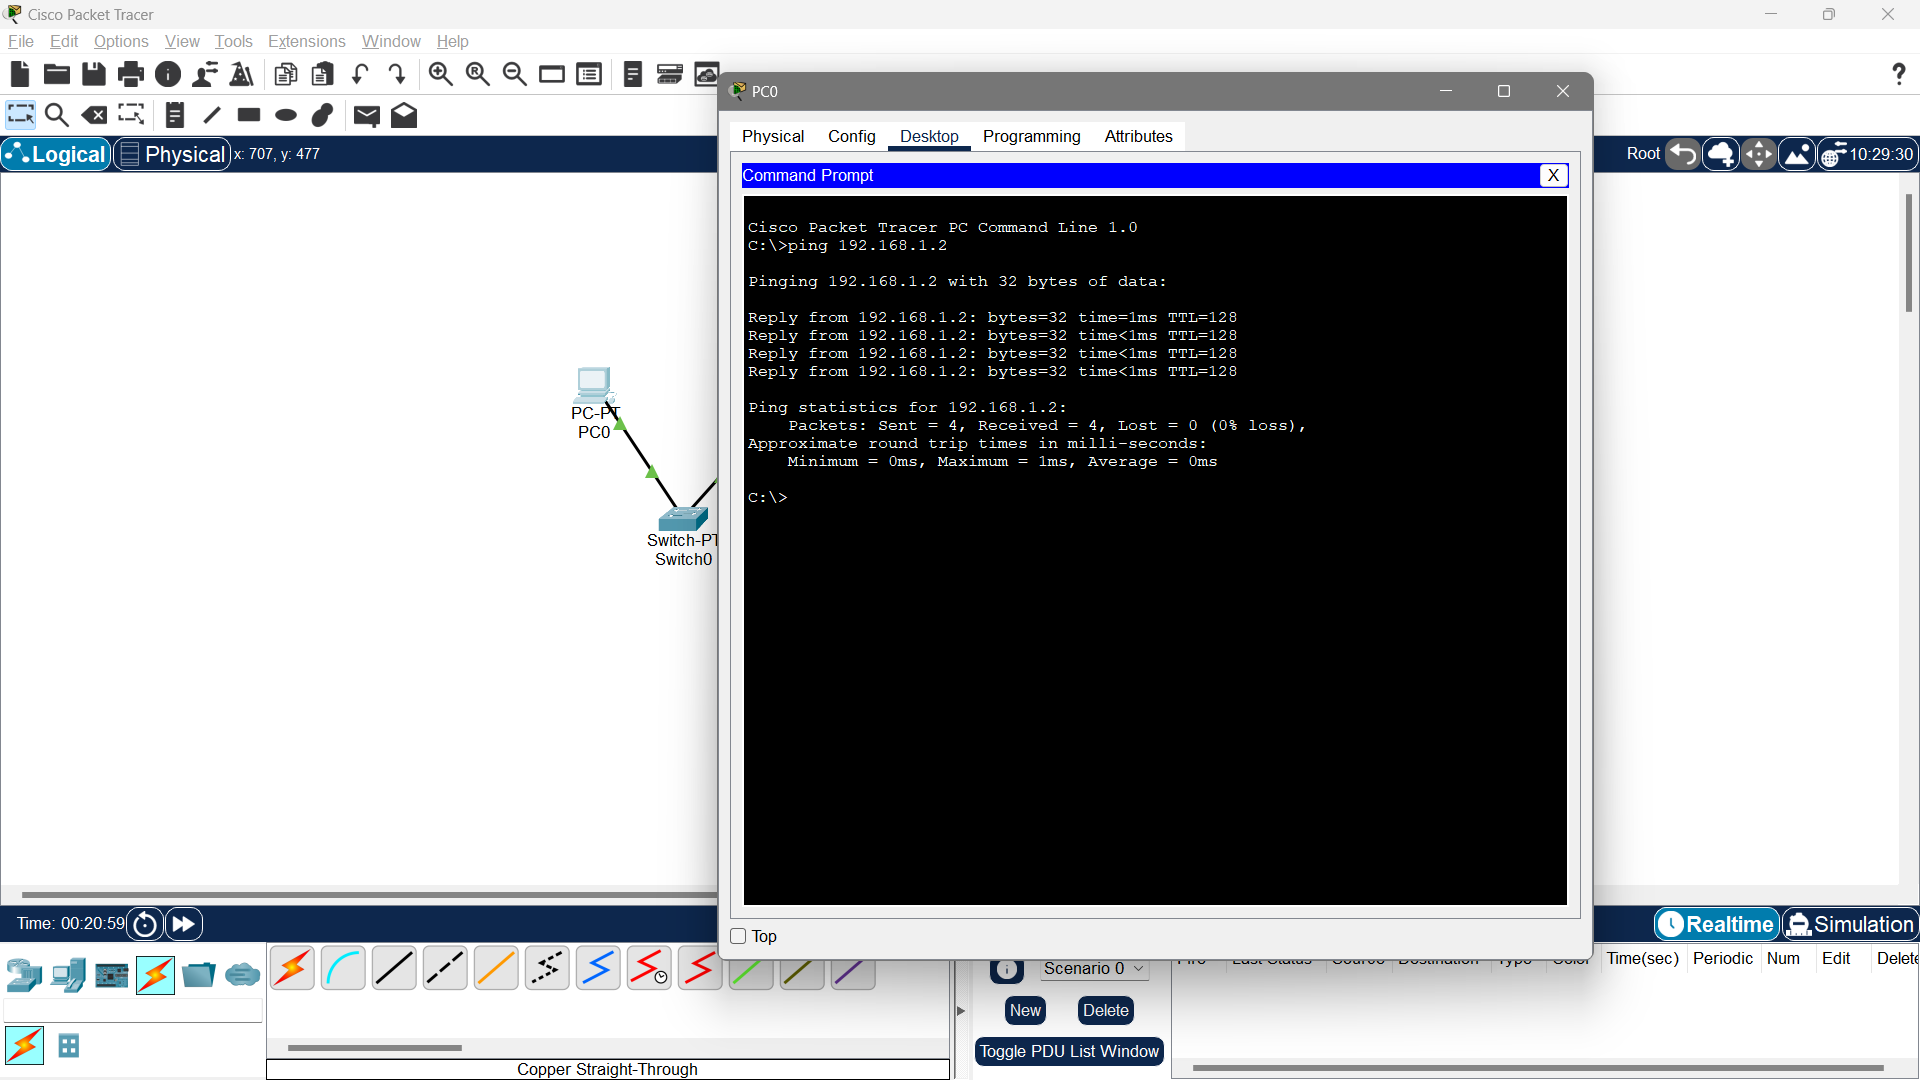 Cisco Packet Tracer
File Edit Options View Tools Extensions Window Help
PC0
Physical Config Desktop Programming Attributes
Logical Physical x: 707, y: 477
Root 10:29:30
Command Prompt X
Cisco Packet Tracer PC Command Line 1.0
C:\>ping 192.168.1.2
Pinging 192.168.1.2 with 32 bytes of data:
Reply from 192.168.1.2: bytes=32 time=1ms TTL=128
Reply from 192.168.1.2: bytes=32 time<1ms TTL=128
Reply from 192.168.1.2: bytes=32 time<1ms TTL=128
Reply from 192.168.1.2: bytes=32 time<1ms TTL=128
Ping statistics for 192.168.1.2:
Packets: Sent = 4, Received = 4, Lost = 0 (0% loss),
Approximate round trip times in milli-seconds:
Minimum = 0ms, Maximum = 1ms, Average = 0ms
C:\>
PC-PT
PC0
Switch-PT
Switch0
Top
Time: 00:20:59
Realtime Simulation
Scenario 0
Fire Last Status Source Destination Type Color Time(sec) Periodic Num Edit Delete
New Delete
Toggle PDU List Window
Copper Straight-Through